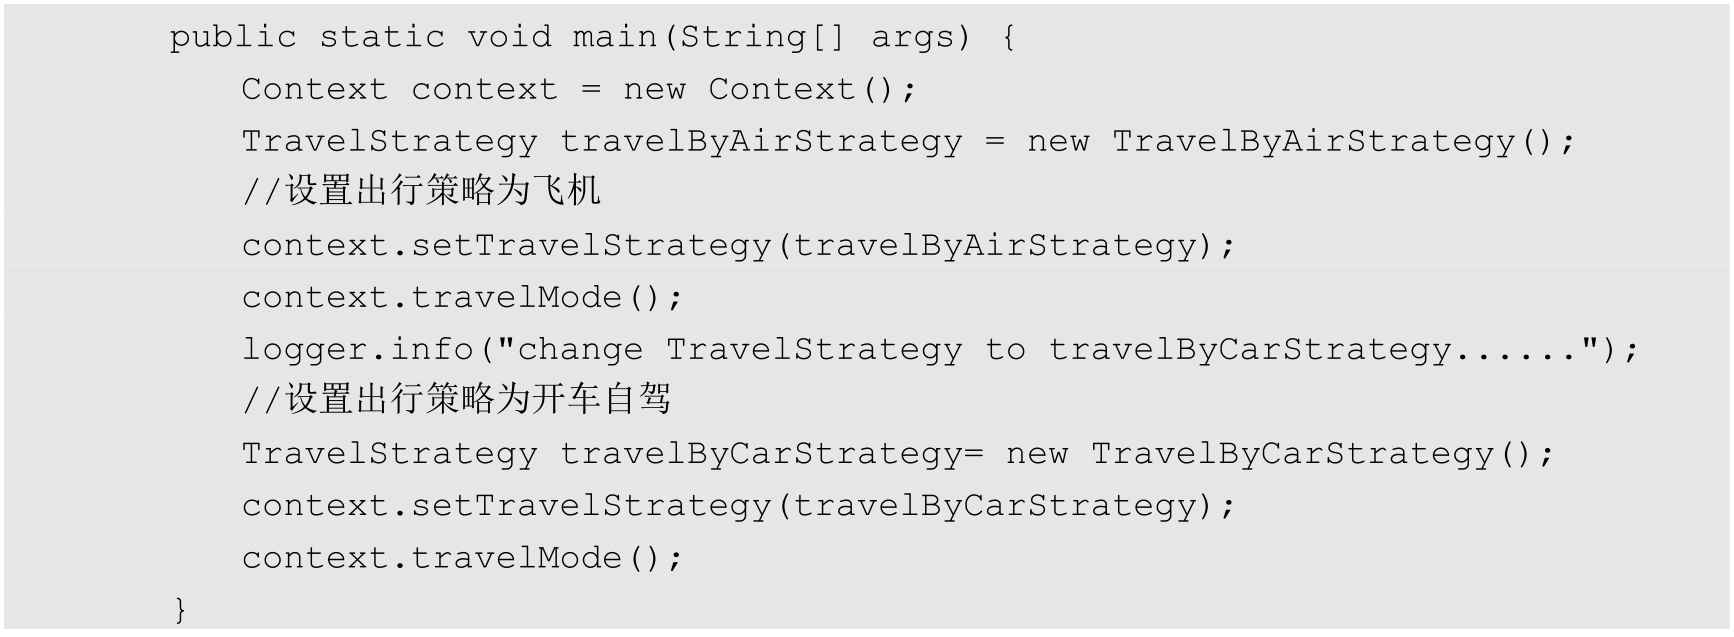 public static void main(String[] args) {
Context context = new Context();
TravelStrategy travelByAirStrategy = new TravelByAirStrategy();
//设置出行策略为飞机
context.setTravelStrategy(travelByAirStrategy);
context.travelMode();
logger.info("change TravelStrategy to travelByCarStrategy......");
//设置出行策略为开车自驾
TravelStrategy travelByCarStrategy= new TravelByCarStrategy();
context.setTravelStrategy(travelByCarStrategy);
context.travelMode();
}